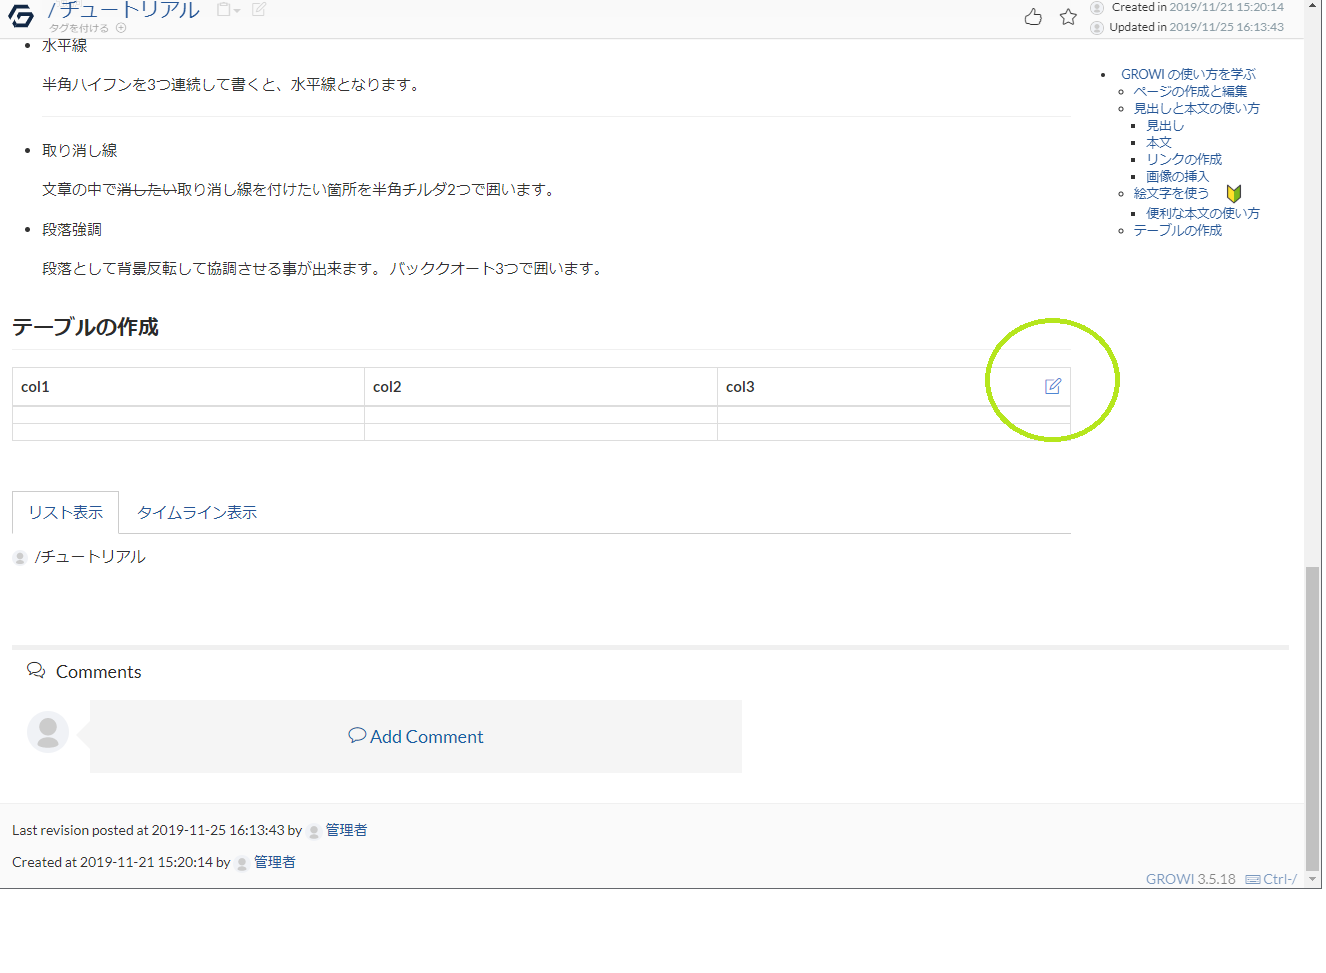 / チュートリアル
タグを付ける
Created in 2019/11/21 15:20:14
Updated in 2019/11/25 16:13:43
水平線
半角ハイフンを3つ連続して書くと、水平線となります。
取り消し線
文章の中で消したい取り消し線を付けたい箇所を半角チルダ2つで囲います。
段落強調
段落として背景反転して協調させる事が出来ます。 バッククオート3つで囲います。
テーブルの作成
col1 col2 col3
リスト表示 タイムライン表示
/チュートリアル
Comments
Add Comment
Last revision posted at 2019-11-25 16:13:43 by 管理者
Created at 2019-11-21 15:20:14 by 管理者
GROWI 3.5.18 Ctrl-/
GROWI の使い方を学ぶ
ページの作成と編集
見出しと本文の使い方
見出し
本文
リンクの作成
画像の挿入
絵文字を使う
便利な本文の使い方
テーブルの作成